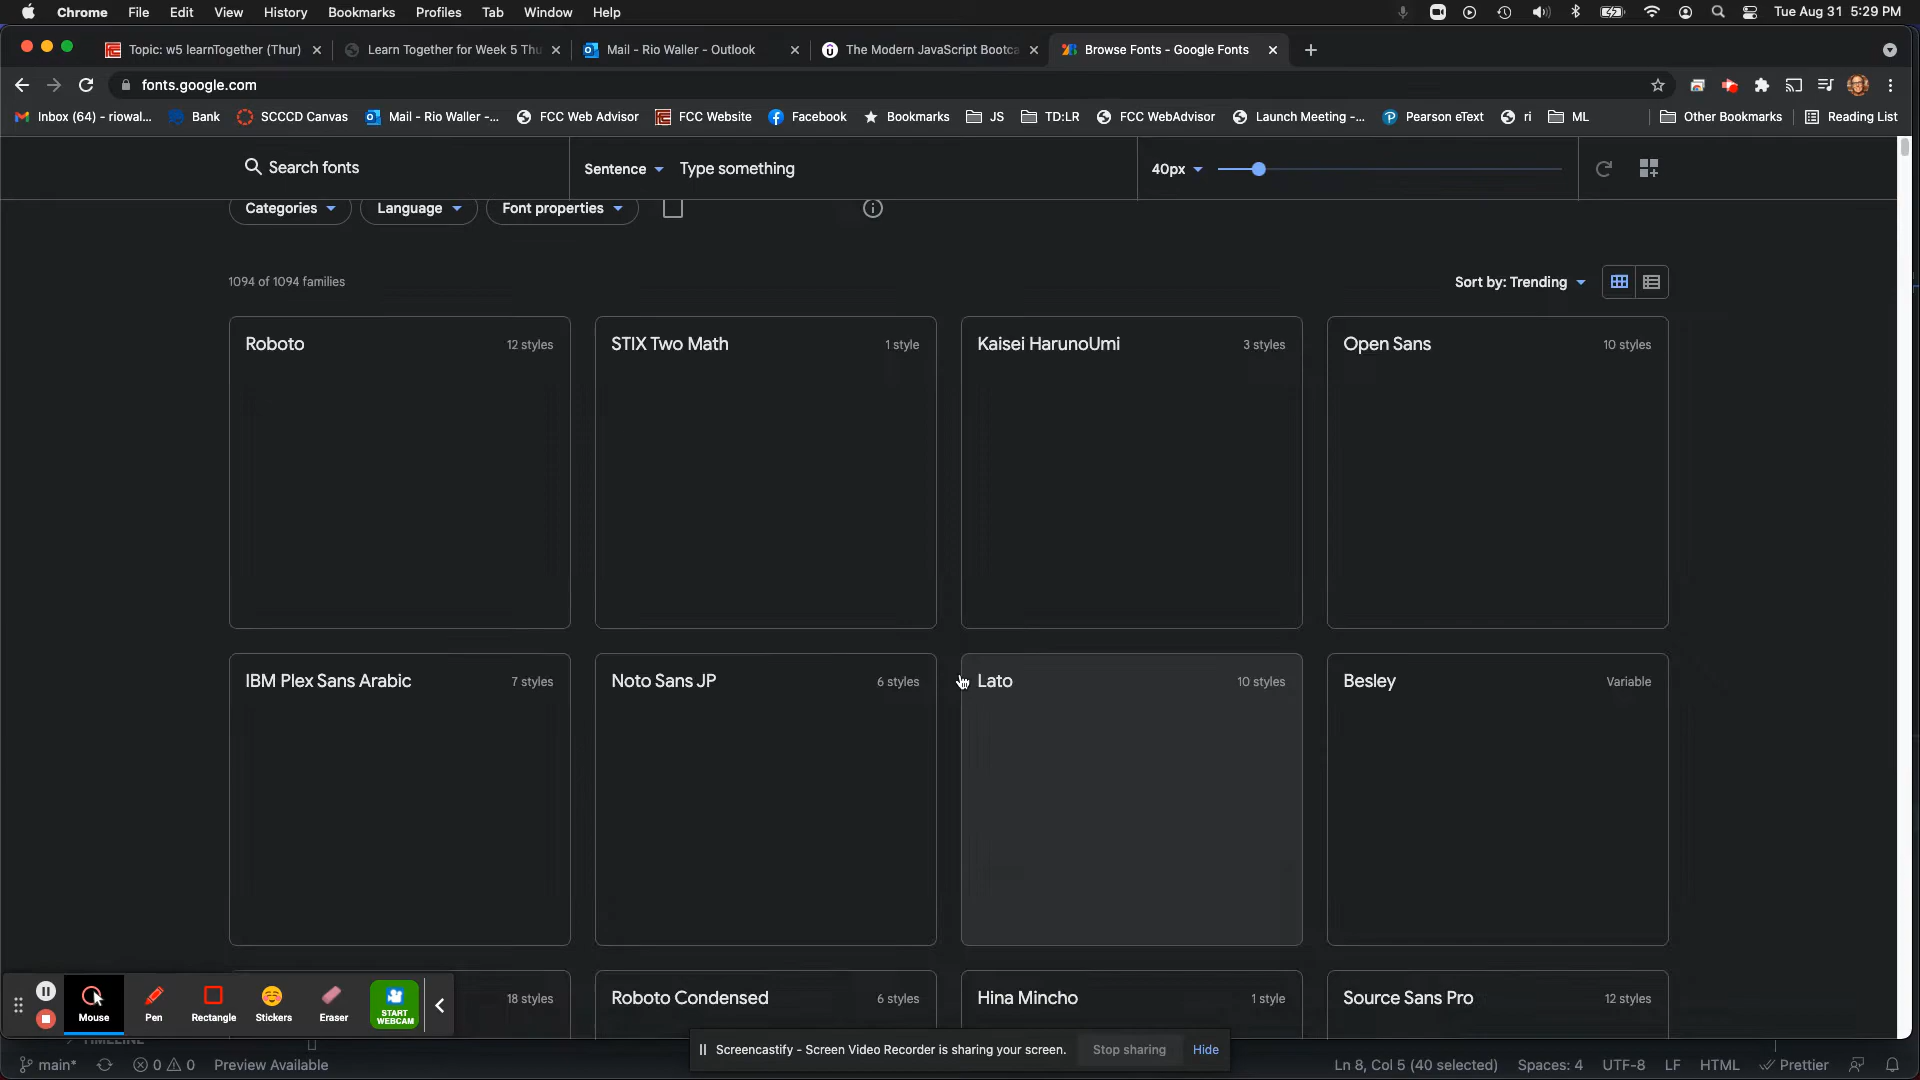 Chrome File Edit View History Bookmarks Profiles Tab Window Help Tue Aug 31 5:29 PM
Topic: w5 learnTogether (Thur) Learn Together for Week 5 Thu Mail - Rio Waller - Outlook The Modern JavaScript Bootca Browse Fonts - Google Fonts
fonts.google.com
Inbox (64) - riowal... Bank SCCCD Canvas Mail - Rio Waller -... FCC Web Advisor FCC Website Facebook Bookmarks JS TD:LR FCC WebAdvisor Launch Meeting -... Pearson eText ri ML Other Bookmarks Reading List
Search fonts Sentence Type something 40px
Categories Language Font properties
1094 of 1094 families Sort by: Trending
Roboto 12 styles STIX Two Math 1 style Kaisei HarunoUmi 3 styles Open Sans 10 styles
IBM Plex Sans Arabic 7 styles Noto Sans JP 6 styles Lato 10 styles Besley Variable
18 styles Roboto Condensed 6 styles Hina Mincho 1 style Source Sans Pro 12 styles
Mouse Pen Rectangle Stickers Eraser START WEBCAM
TIMELINE
Screencastify - Screen Video Recorder is sharing your screen. Stop sharing Hide
main* 0 0 Preview Available Ln 8, Col 5 (40 selected) Spaces: 4 UTF-8 LF HTML Prettier